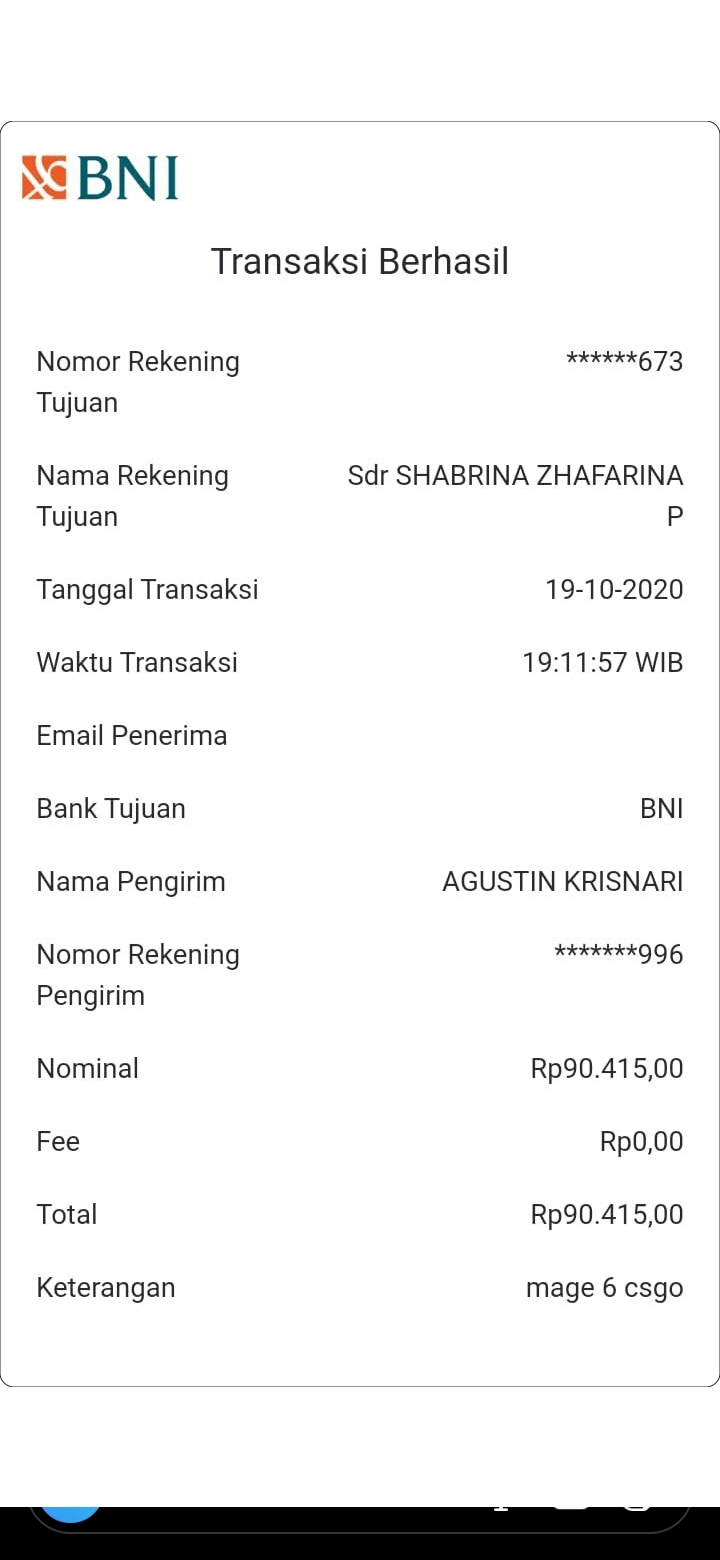 BNI
Transaksi Berhasil
Nomor Rekening Tujuan ******673
Nama Rekening Tujuan Sdr SHABRINA ZHAFARINA P
Tanggal Transaksi 19-10-2020
Waktu Transaksi 19:11:57 WIB
Email Penerima
Bank Tujuan BNI
Nama Pengirim AGUSTIN KRISNARI
Nomor Rekening Pengirim *******996
Nominal Rp90.415,00
Fee Rp0,00
Total Rp90.415,00
Keterangan mage 6 csgo